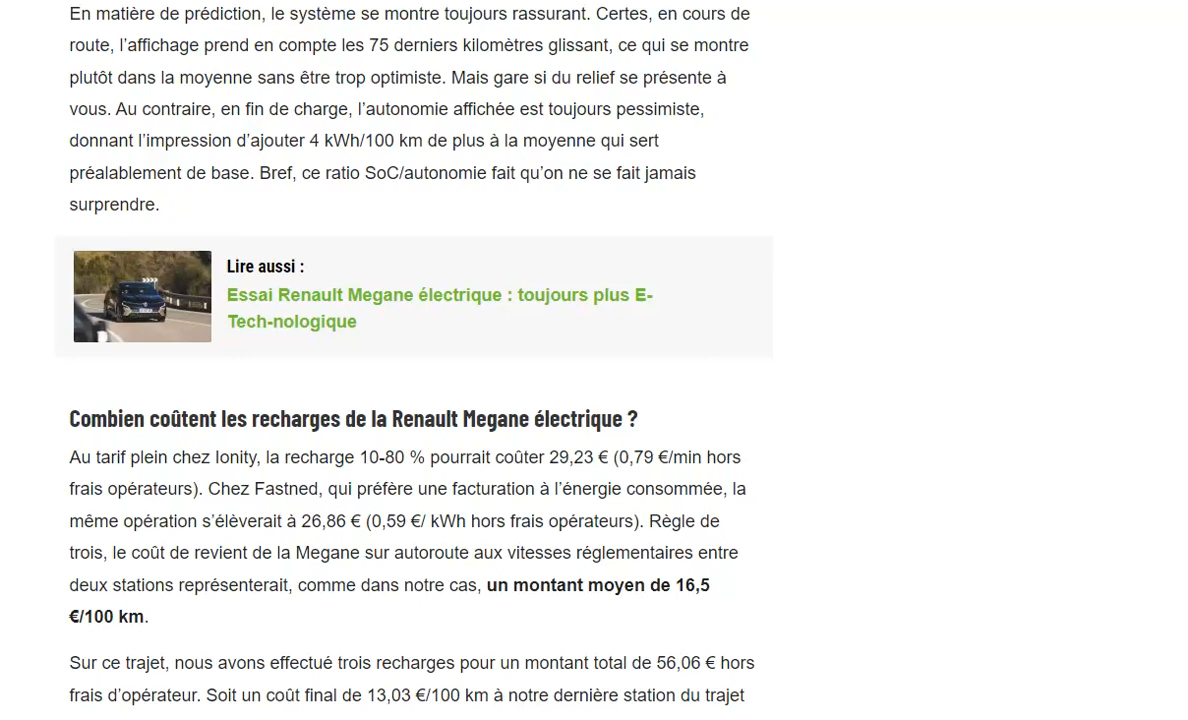 En matière de prédiction, le système se montre toujours rassurant. Certes, en cours de
route, l’affichage prend en compte les 75 derniers kilomètres glissant, ce qui se montre
plutôt dans la moyenne sans être trop optimiste. Mais gare si du relief se présente à
vous. Au contraire, en fin de charge, l’autonomie affichée est toujours pessimiste,
donnant l’impression d’ajouter 4 kWh/100 km de plus à la moyenne qui sert
préalablement de base. Bref, ce ratio SoC/autonomie fait qu’on ne se fait jamais
surprendre.
Lire aussi :
Essai Renault Megane électrique : toujours plus E-
Tech-nologique
Combien coûtent les recharges de la Renault Megane électrique ?
Au tarif plein chez Ionity, la recharge 10-80 % pourrait coûter 29,23 € (0,79 €/min hors
frais opérateurs). Chez Fastned, qui préfère une facturation à l’énergie consommée, la
même opération s’élèverait à 26,86 € (0,59 €/ kWh hors frais opérateurs). Règle de
trois, le coût de revient de la Megane sur autoroute aux vitesses réglementaires entre
deux stations représenterait, comme dans notre cas, un montant moyen de 16,5
€/100 km.
Sur ce trajet, nous avons effectué trois recharges pour un montant total de 56,06 € hors
frais d’opérateur. Soit un coût final de 13,03 €/100 km à notre dernière station du trajet